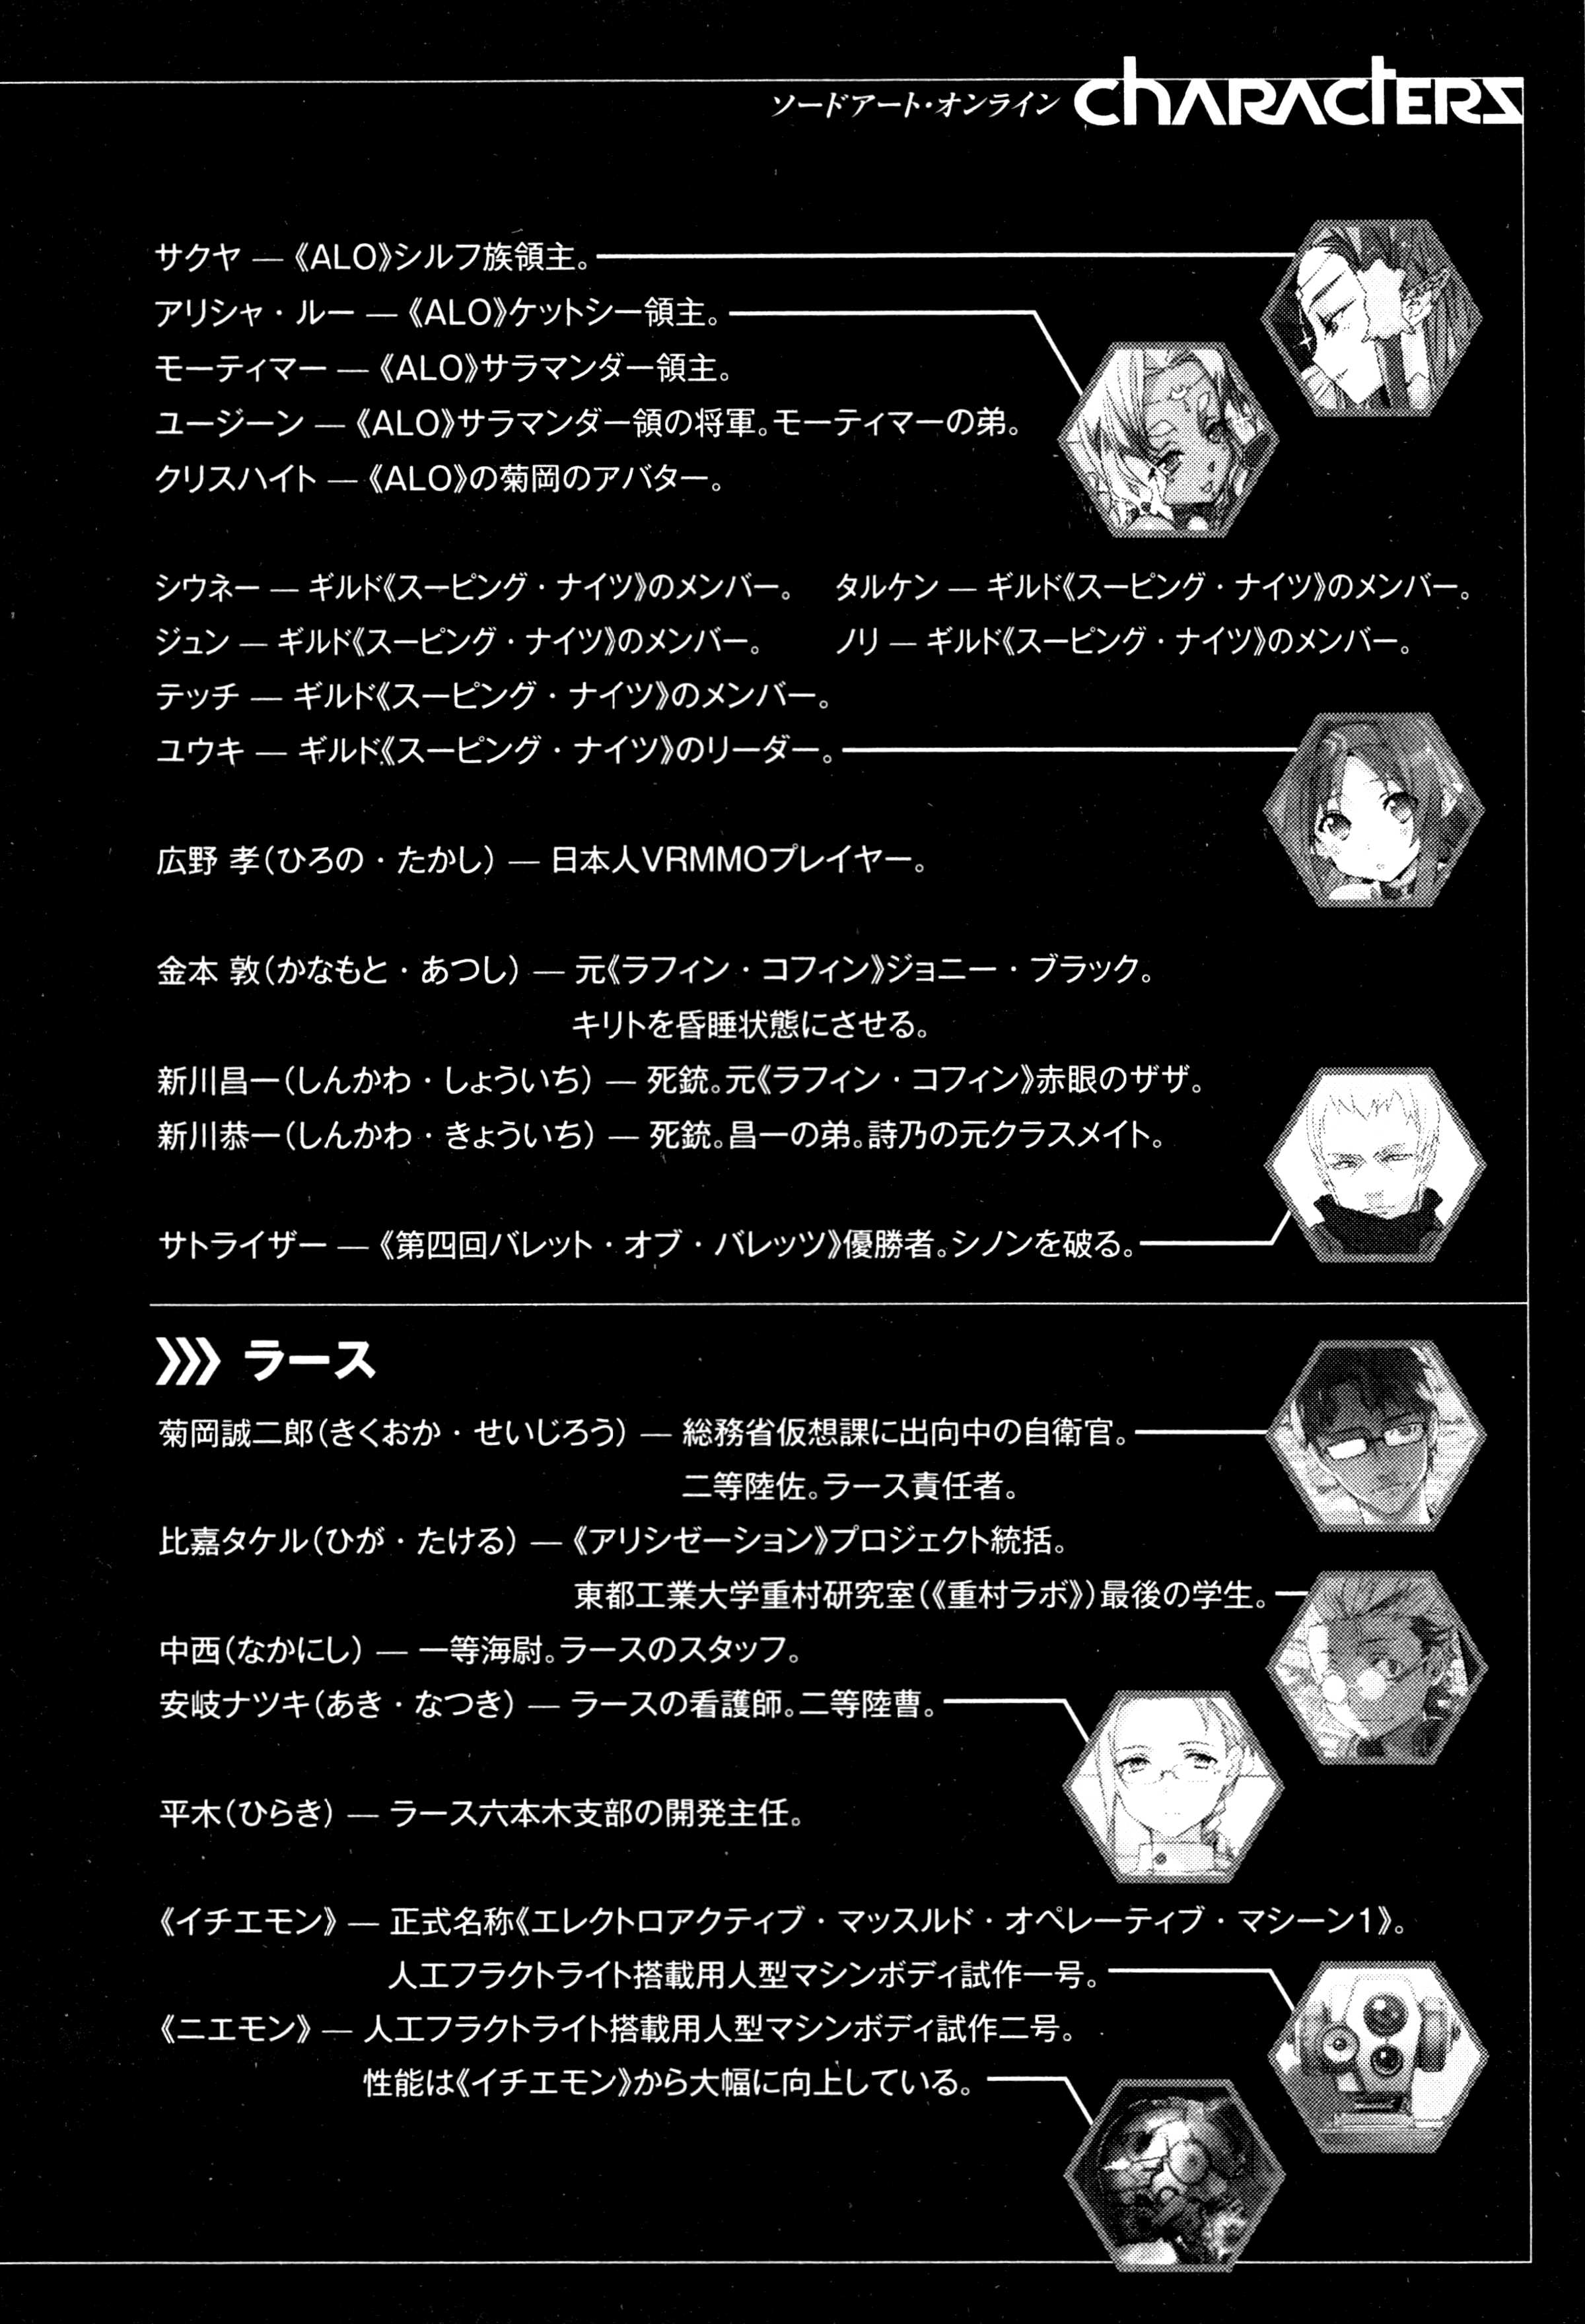 ソードアート・オンライン CHARACTERS
サクヤ ― 《ALO》シルフ族領主。
アリシャ・ルー ― 《ALO》ケットシー領主。
モーティマー ― 《ALO》サラマンダー領主。
ユージーン ― 《ALO》サラマンダー領の将軍。モーティマーの弟。
クリスハイト ― 《ALO》の菊岡のアバター。
シウネー ― ギルド《スーピング・ナイツ》のメンバー。 タルケン ― ギルド《スーピング・ナイツ》のメンバー。
ジュン ― ギルド《スーピング・ナイツ》のメンバー。 ノリ ― ギルド《スーピング・ナイツ》のメンバー。
テッチ ― ギルド《スーピング・ナイツ》のメンバー。
ユウキ ― ギルド《スーピング・ナイツ》のリーダー。
広野 孝(ひろの・たかし) ― 日本人VRMMOプレイヤー。
金本 敦(かなもと・あつし) ― 元《ラフィン・コフィン》ジョニー・ブラック。
キリトを昏睡状態にさせる。
新川昌一(しんかわ・しょういち) ― 死銃。元《ラフィン・コフィン》赤眼のザザ。
新川恭一(しんかわ・きょういち) ― 死銃。昌一の弟。詩乃の元クラスメイト。
サトライザー ― 《第四回バレット・オブ・バレッツ》優勝者。シノンを破る。
ラース
菊岡誠二郎(きくおか・せいじろう) ― 総務省仮想課に出向中の自衛官。
二等陸佐。ラース責任者。
比嘉タケル(ひが・たける) ― 《アリシゼーション》プロジェクト統括。
東都工業大学重村研究室(《重村ラボ》)最後の学生。
中西(なかにし) ― 一等海尉。ラースのスタッフ。
安岐ナツキ(あき・なつき) ― ラースの看護師。二等陸曹。
平木(ひらき) ― ラース六本木支部の開発主任。
《イチエモン》 ― 正式名称《エレクトロアクティブ・マッスルド・オペレーティブ・マシーン1》。
人工フラクトライト搭載用人型マシンボディ試作一号。
《ニエモン》 ― 人工フラクトライト搭載用人型マシンボディ試作二号。
性能は《イチエモン》から大幅に向上している。